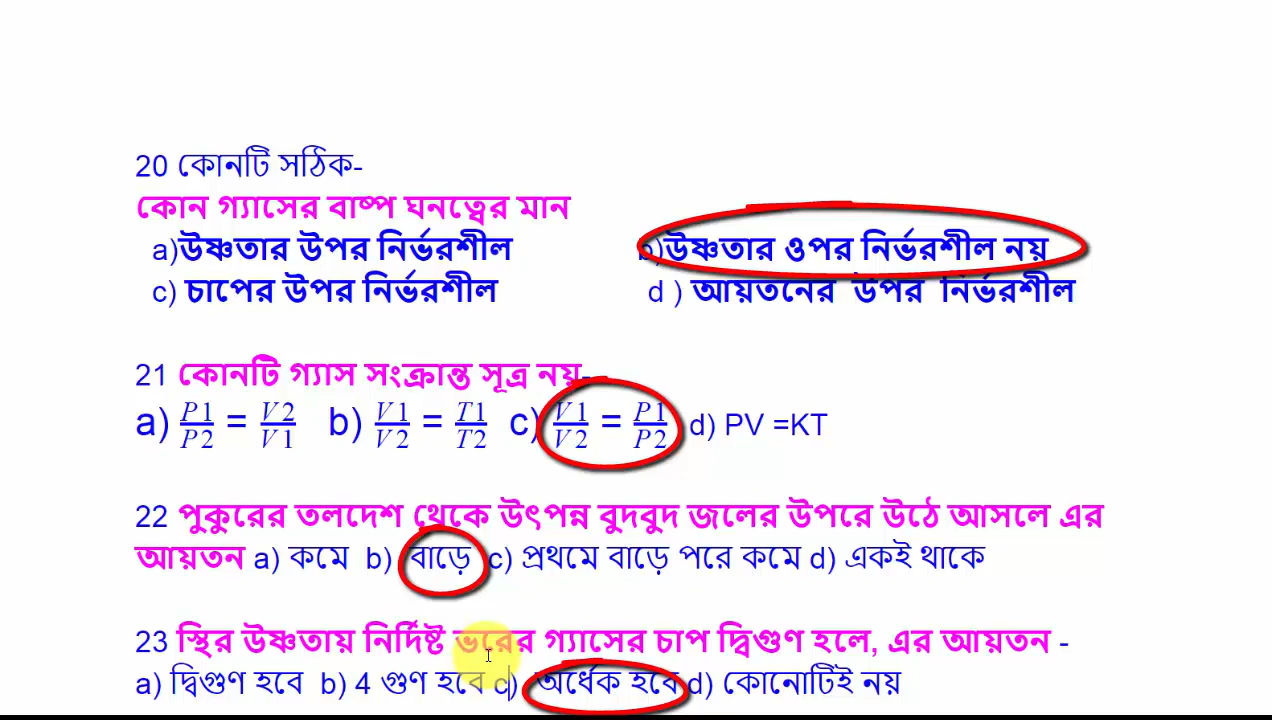 20 কোনটি সঠিক-
কোন গ্যাসের বাষ্প ঘনত্বের মান
a)উষ্ণতার উপর নির্ভরশীল b)উষ্ণতার ওপর নির্ভরশীল নয়
c) চাপের উপর নির্ভরশীল d ) আয়তনের উপর নির্ভরশীল
21 কোনটি গ্যাস সংক্রান্ত সূত্র নয়-
a) P1/P2 = V2/V1 b) V1/V2 = T1/T2 c) V1/V2 = P1/P2 d) PV =KT
22 পুকুরের তলদেশ থেকে উৎপন্ন বুদবুদ জলের উপরে উঠে আসলে এর
আয়তন a) কমে b) বাড়ে c) প্রথমে বাড়ে পরে কমে d) একই থাকে
23 স্থির উষ্ণতায় নির্দিষ্ট ভরের গ্যাসের চাপ দ্বিগুণ হলে, এর আয়তন -
a) দ্বিগুণ হবে b) 4 গুণ হবে c) অর্ধেক হবে d) কোনোটিই নয়